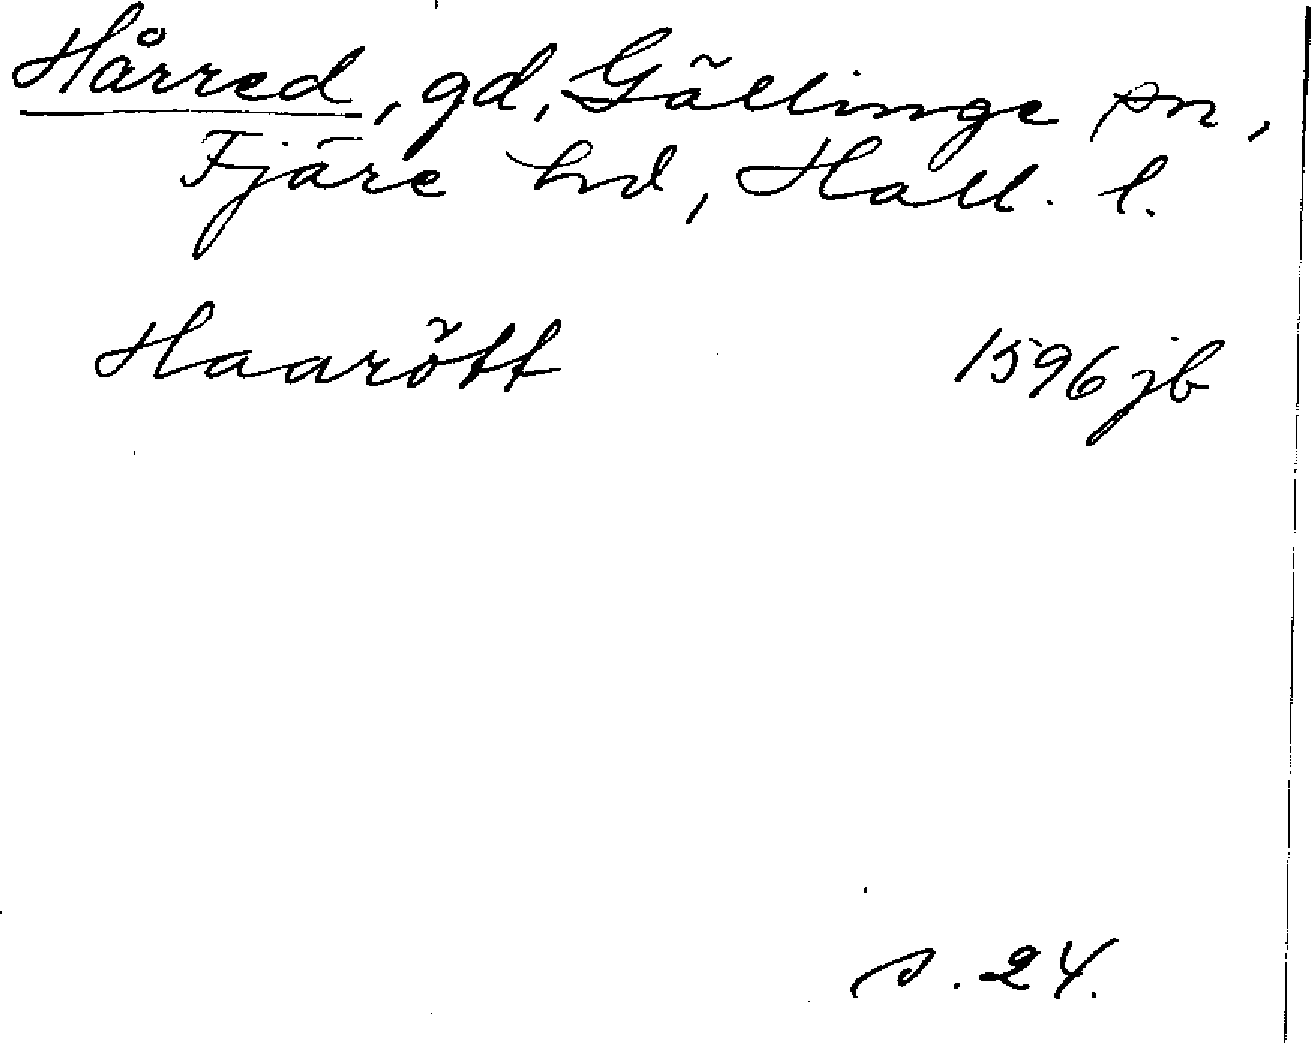 Hårred, gd, Gällinge sn,
Fjäre hd, Hall. l.
Haarött 1596 jb
s. 24.